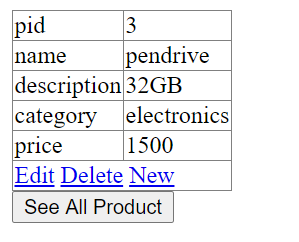 pid 3
name pendrive
description 32GB
category electronics
price 1500
Edit Delete New
See All Product